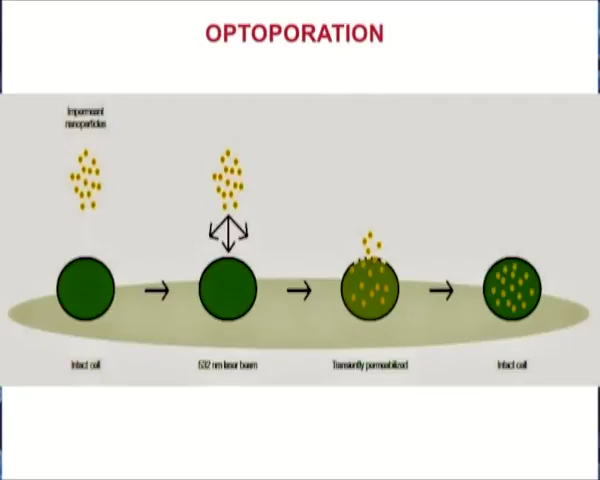 OPTOPORATION
Impermeant
nanoparticles
Intact cell
532 nm laser beam
Transiently permeabilized
Intact cell